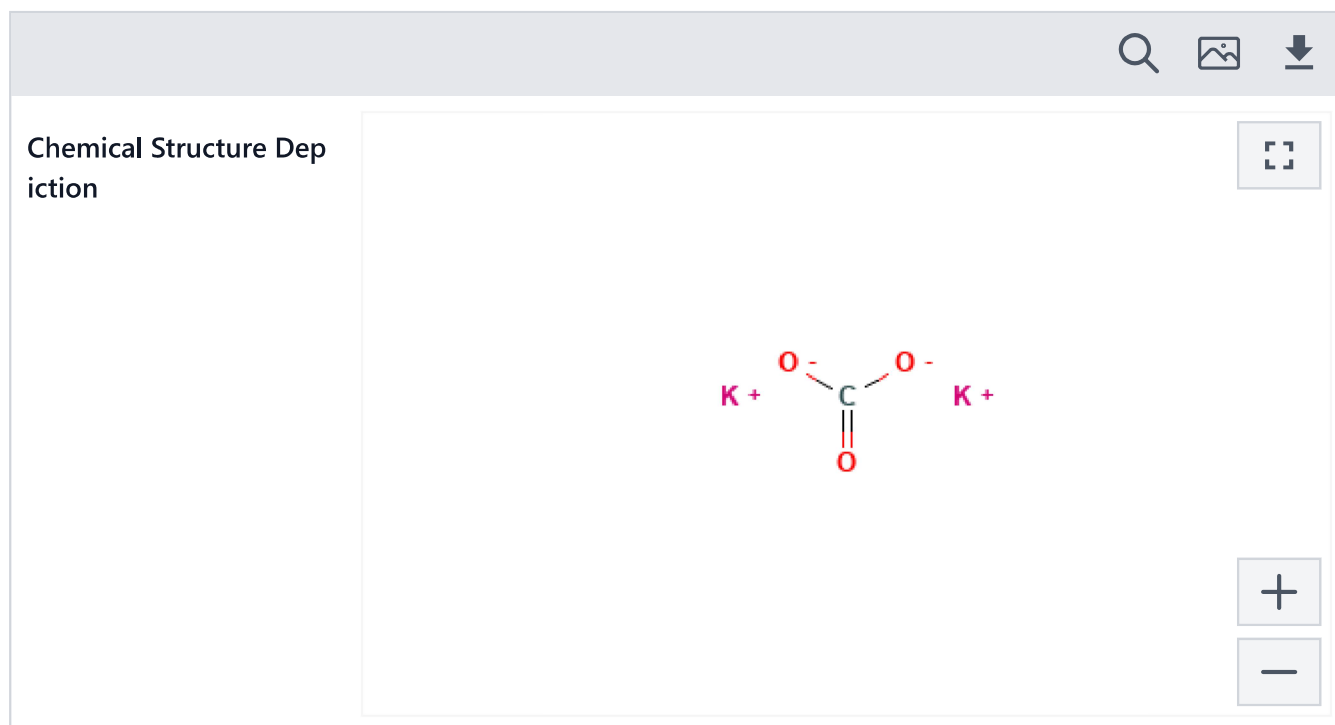 Chemical Structure Dep
iction
O - O -
K + C K +
O